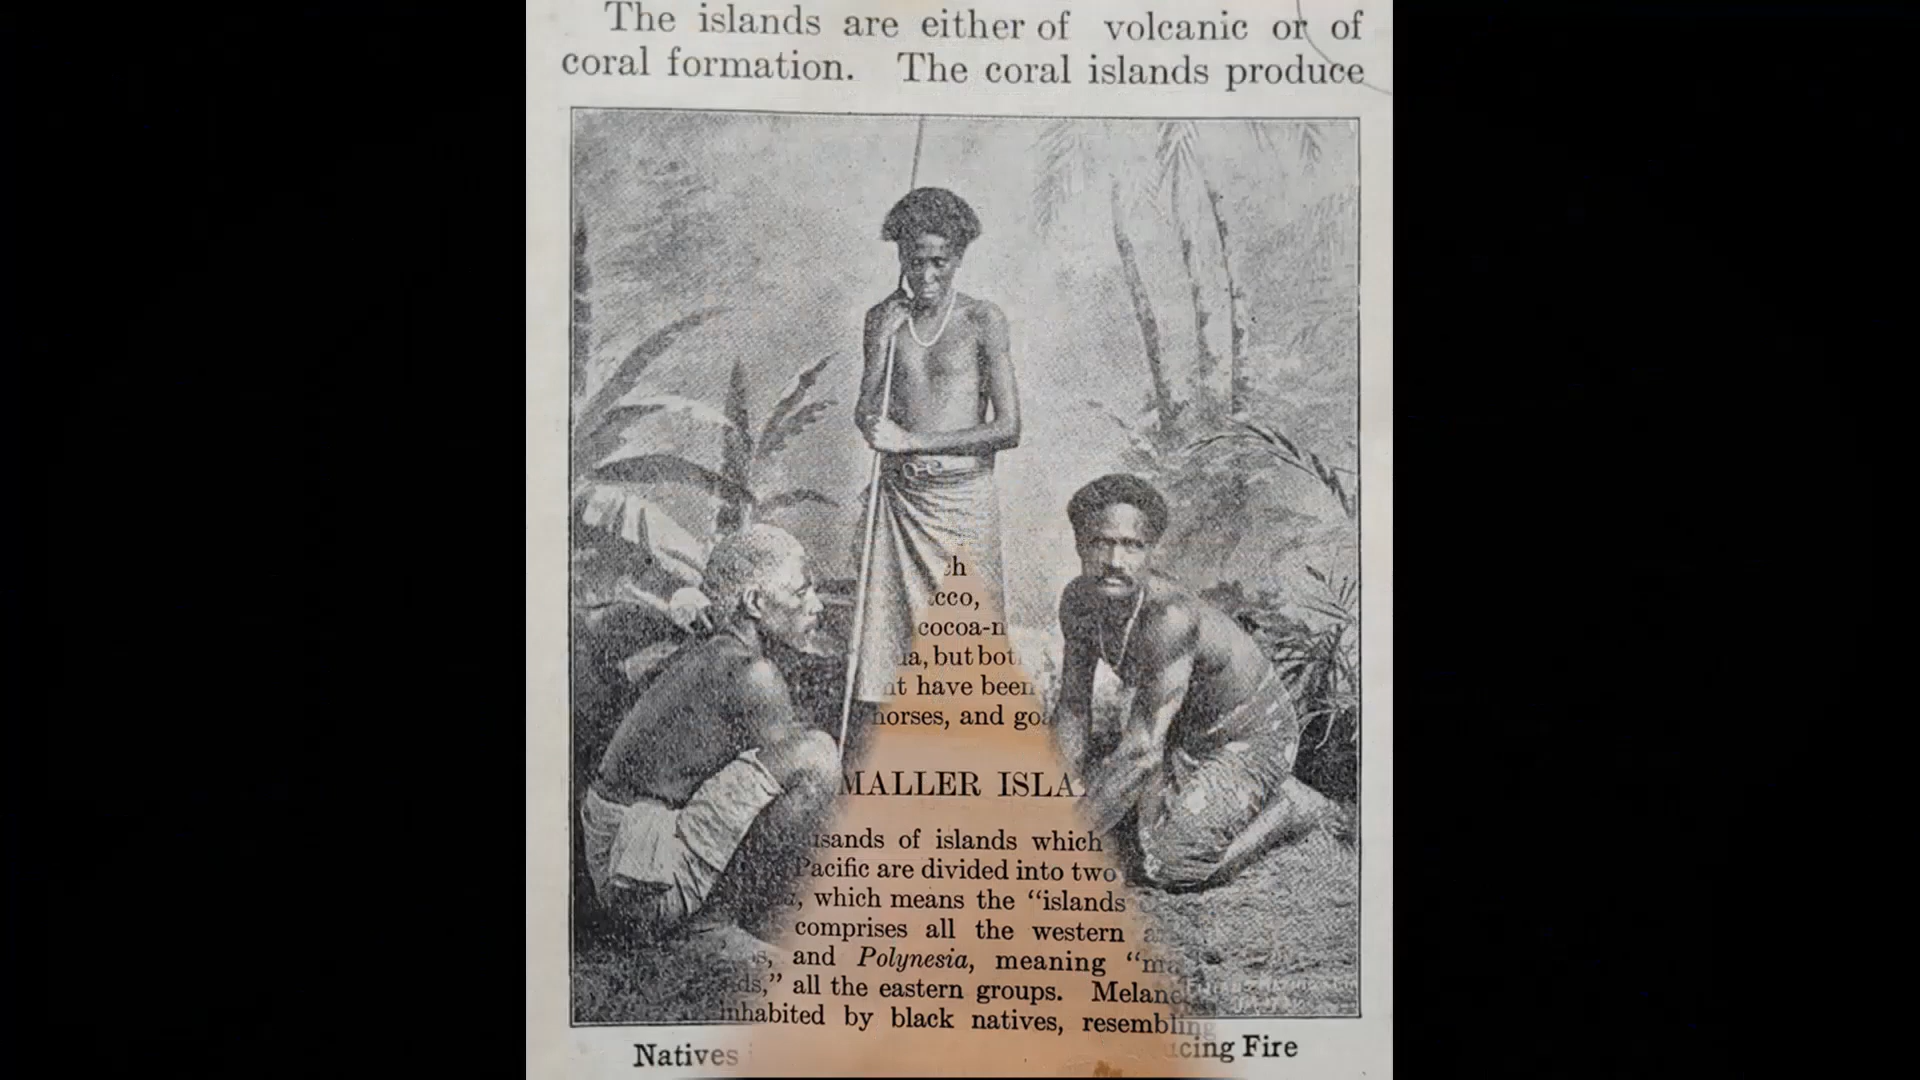 The islands are either of volcanic or of
coral formation. The coral islands produce
cco,
cocoa-n
a, but bot
have been
horses, and go
MALLER ISLA
usands of islands which
Pacific are divided into two
, which means the “islands
comprises all the western
and Polynesia, meaning “ma
ds,” all the eastern groups. Melane
inhabited by black natives, resembling
Natives ucing Fire